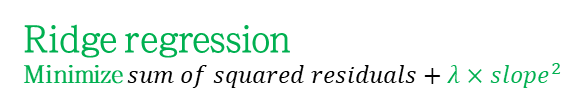 Ridge regression
Minimize sum of squared residuals + λ × slope²